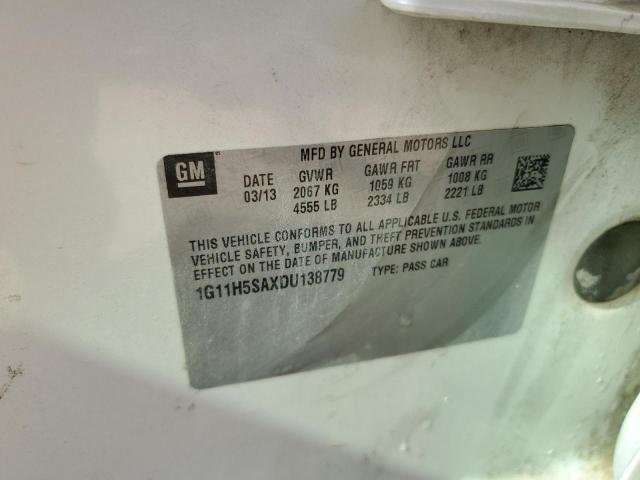 MFD BY GENERAL MOTORS LLC
GM
DATE GVWR GAWR FRT GAWR RR
03/13 2067 KG 1059 KG 1008 KG
4555 LB 2334 LB 2221 LB
THIS VEHICLE CONFORMS TO ALL APPLICABLE U.S. FEDERAL MOTOR
VEHICLE SAFETY, BUMPER, AND THEFT PREVENTION STANDARDS IN
EFFECT ON THE DATE OF MANUFACTURE SHOWN ABOVE.
1G11H5SAXDU138779 TYPE: PASS CAR